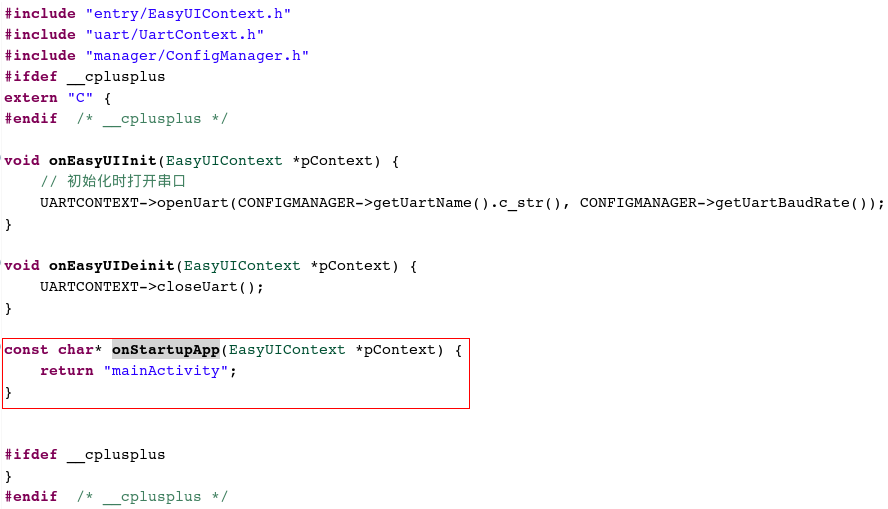 #include "entry/EasyUIContext.h"
#include "uart/UartContext.h"
#include "manager/ConfigManager.h"
#ifdef __cplusplus
extern "C" {
#endif  /* __cplusplus */
void onEasyUIInit(EasyUIContext *pContext) {
    // 初始化时打开串口
    UARTCONTEXT->openUart(CONFIGMANAGER->getUartName().c_str(), CONFIGMANAGER->getUartBaudRate());
}
void onEasyUIDeinit(EasyUIContext *pContext) {
    UARTCONTEXT->closeUart();
}
const char* onStartupApp(EasyUIContext *pContext) {
    return "mainActivity";
}
#ifdef __cplusplus
}
#endif  /* __cplusplus */